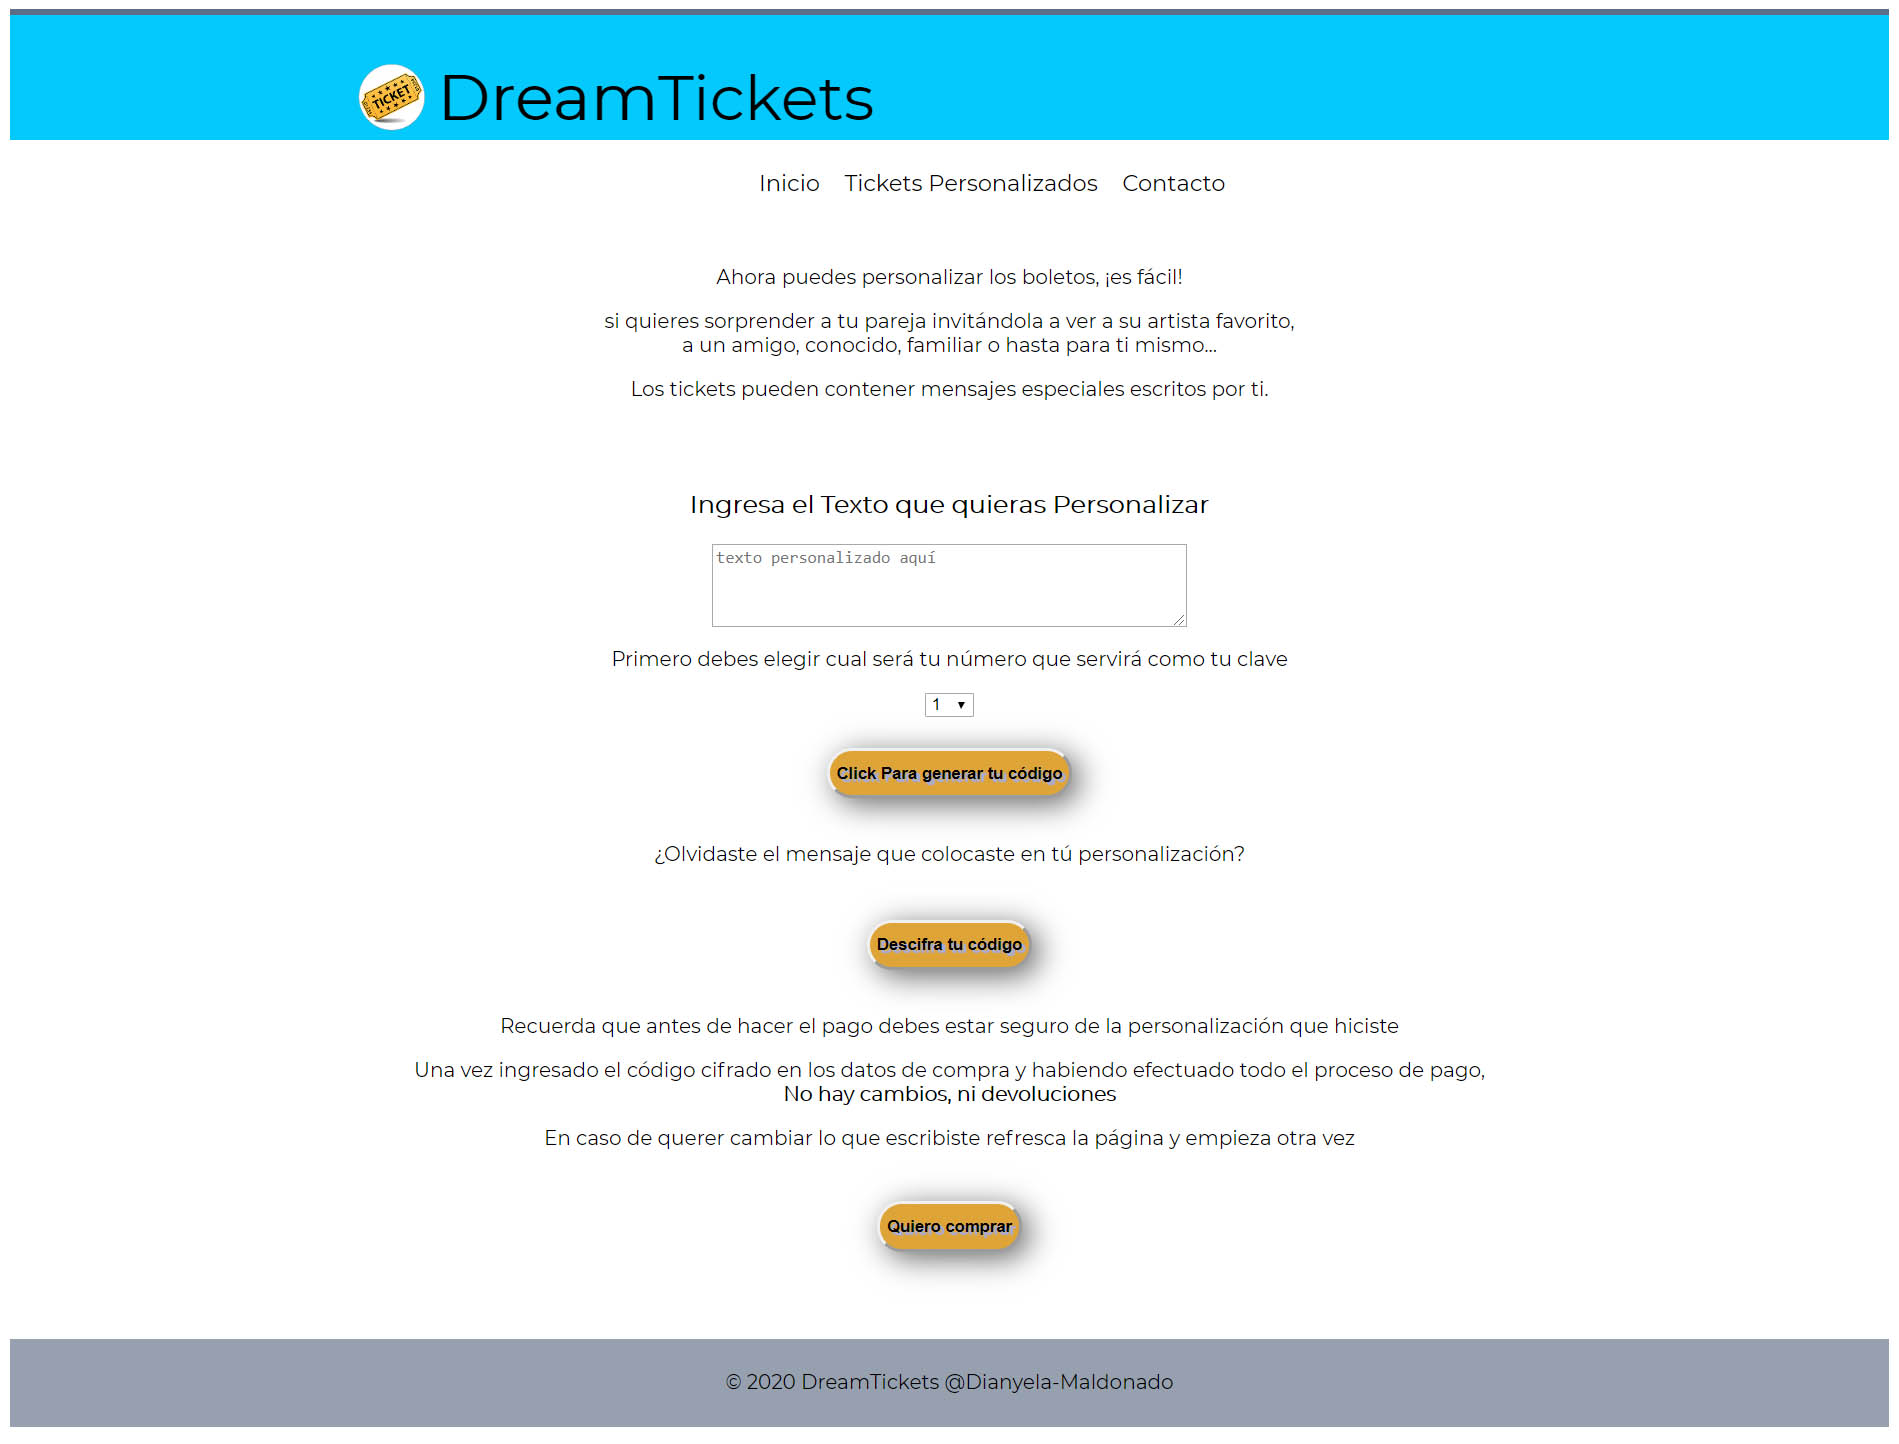 TICKET
DreamTickets
Inicio Tickets Personalizados Contacto
Ahora puedes personalizar los boletos, ¡es fácil!
si quieres sorprender a tu pareja invitándola a ver a su artista favorito,
a un amigo, conocido, familiar o hasta para ti mismo...
Los tickets pueden contener mensajes especiales escritos por ti.
Ingresa el Texto que quieras Personalizar
texto personalizado aquí
Primero debes elegir cual será tu número que servirá como tu clave
1
Click Para generar tu código
¿Olvidaste el mensaje que colocaste en tú personalización?
Descifra tu código
Recuerda que antes de hacer el pago debes estar seguro de la personalización que hiciste
Una vez ingresado el código cifrado en los datos de compra y habiendo efectuado todo el proceso de pago,
No hay cambios, ni devoluciones
En caso de querer cambiar lo que escribiste refresca la página y empieza otra vez
Quiero comprar
© 2020 DreamTickets @Dianyela-Maldonado